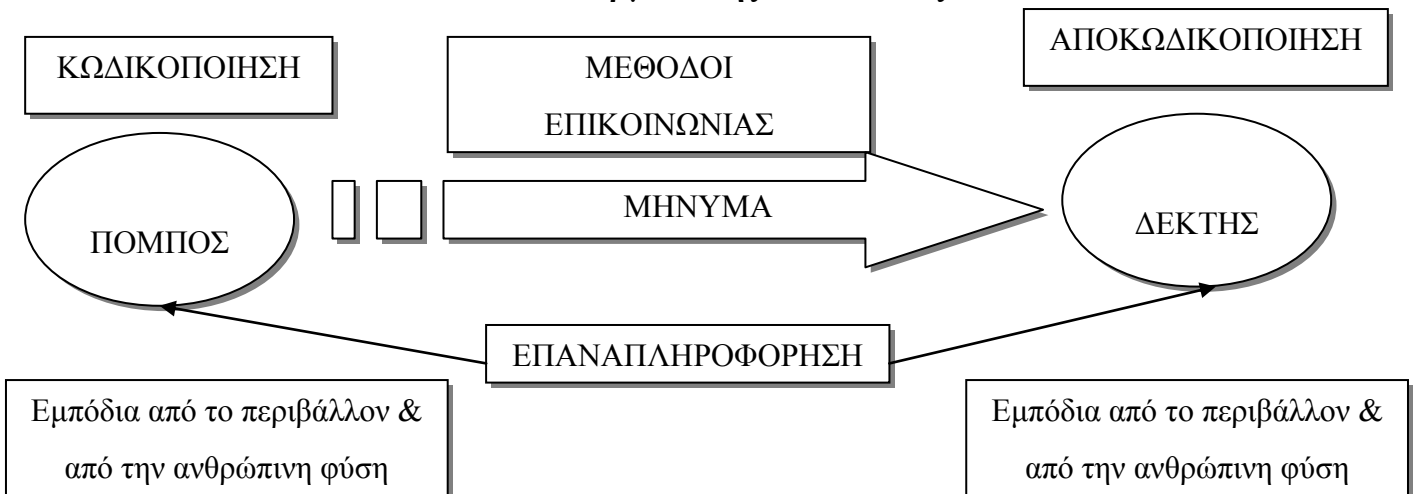 ΚΩΔΙΚΟΠΟΙΗΣΗ
ΜΕΘΟΔΟΙ
ΕΠΙΚΟΙΝΩΝΙΑΣ
ΑΠΟΚΩΔΙΚΟΠΟΙΗΣΗ
ΠΟΜΠΟΣ
ΜΗΝΥΜΑ
ΔΕΚΤΗΣ
ΕΠΑΝΑΠΛΗΡΟΦΟΡΗΣΗ
Εμπόδια από το περιβάλλον &
από την ανθρώπινη φύση
Εμπόδια από το περιβάλλον &
από την ανθρώπινη φύση